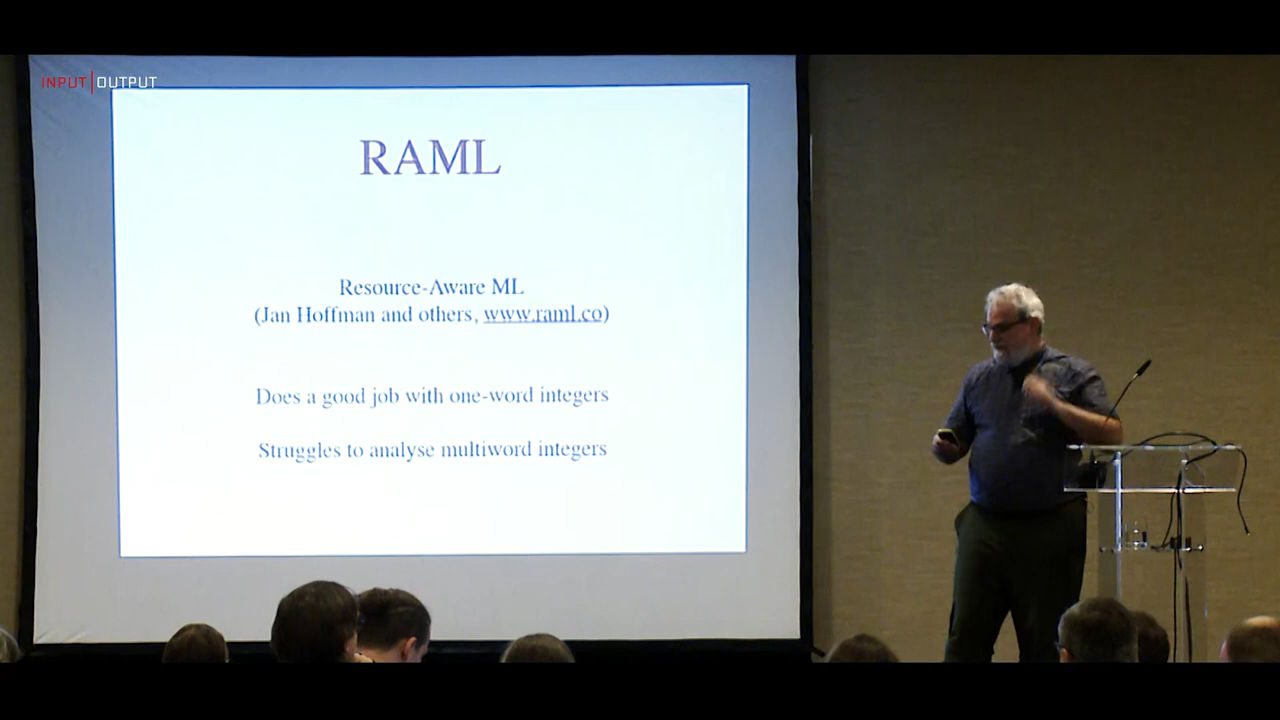 INPUT|OUTPUT
RAML
Resource-Aware ML
(Jan Hoffman and others, www.raml.co)
Does a good job with one-word integers
Struggles to analyse multiword integers